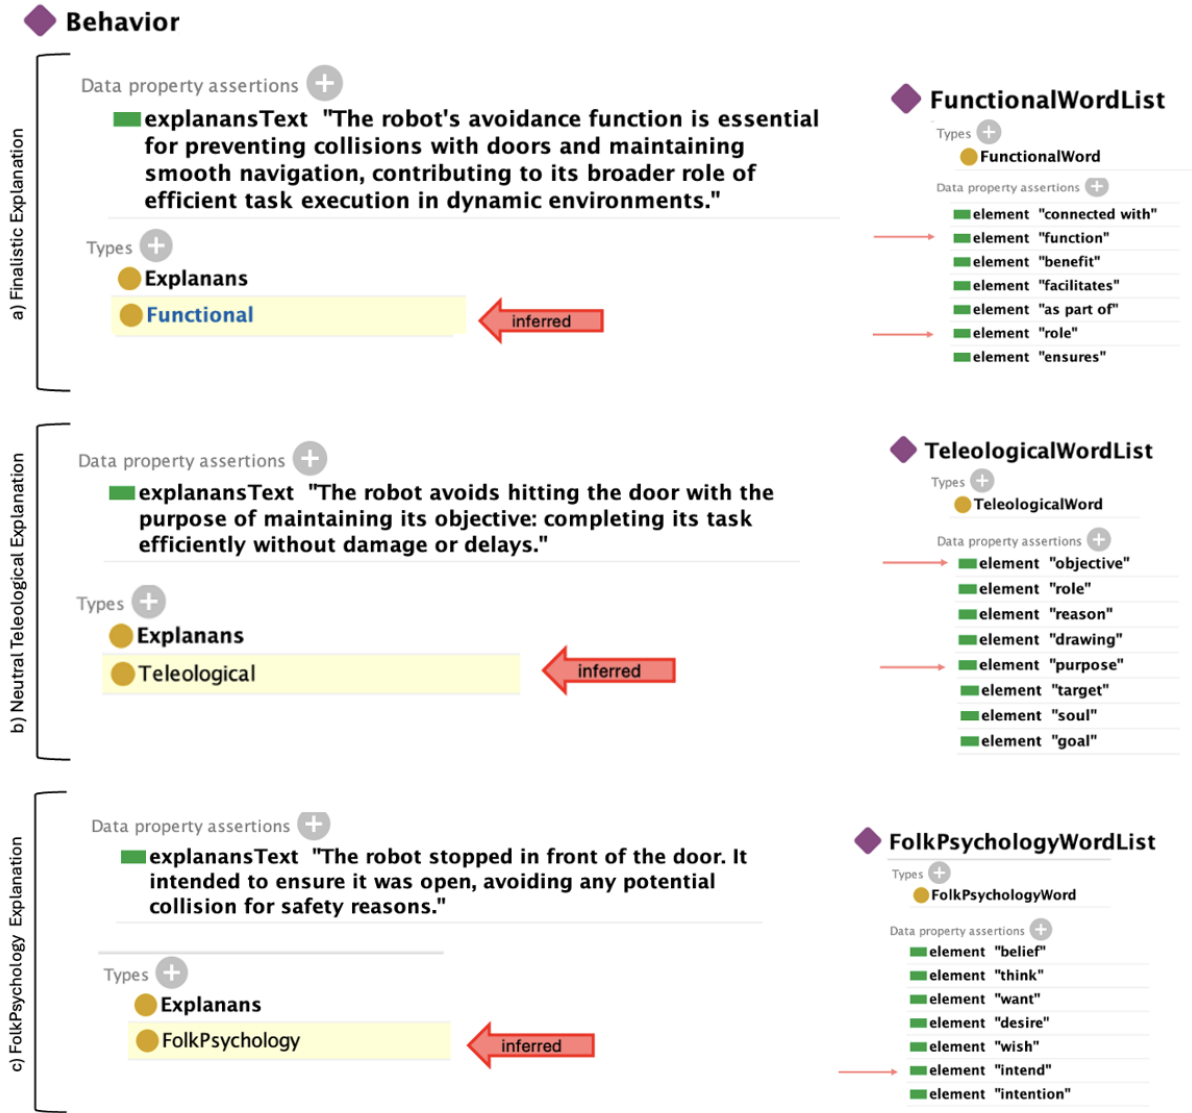 Behavior
a) Finalistic Explanation
Data property assertions
explanansText "The robot's avoidance function is essential
for preventing collisions with doors and maintaining
smooth navigation, contributing to its broader role of
efficient task execution in dynamic environments."
Types
Explanans
Functional
inferred
FunctionalWordList
Types
FunctionalWord
Data property assertions
element "connected with"
element "function"
element "benefit"
element "facilitates"
element "as part of"
element "role"
element "ensures"
b) Neutral Teleological Explanation
Data property assertions
explanansText "The robot avoids hitting the door with the
purpose of maintaining its objective: completing its task
efficiently without damage or delays."
Types
Explanans
Teleological
inferred
TeleologicalWordList
Types
TeleologicalWord
Data property assertions
element "objective"
element "role"
element "reason"
element "drawing"
element "purpose"
element "target"
element "soul"
element "goal"
c) FolkPsychology Explanation
Data property assertions
explanansText "The robot stopped in front of the door. It
intended to ensure it was open, avoiding any potential
collision for safety reasons."
Types
Explanans
FolkPsychology
inferred
FolkPsychologyWordList
Types
FolkPsychologyWord
Data property assertions
element "belief"
element "think"
element "want"
element "desire"
element "wish"
element "intend"
element "intention"